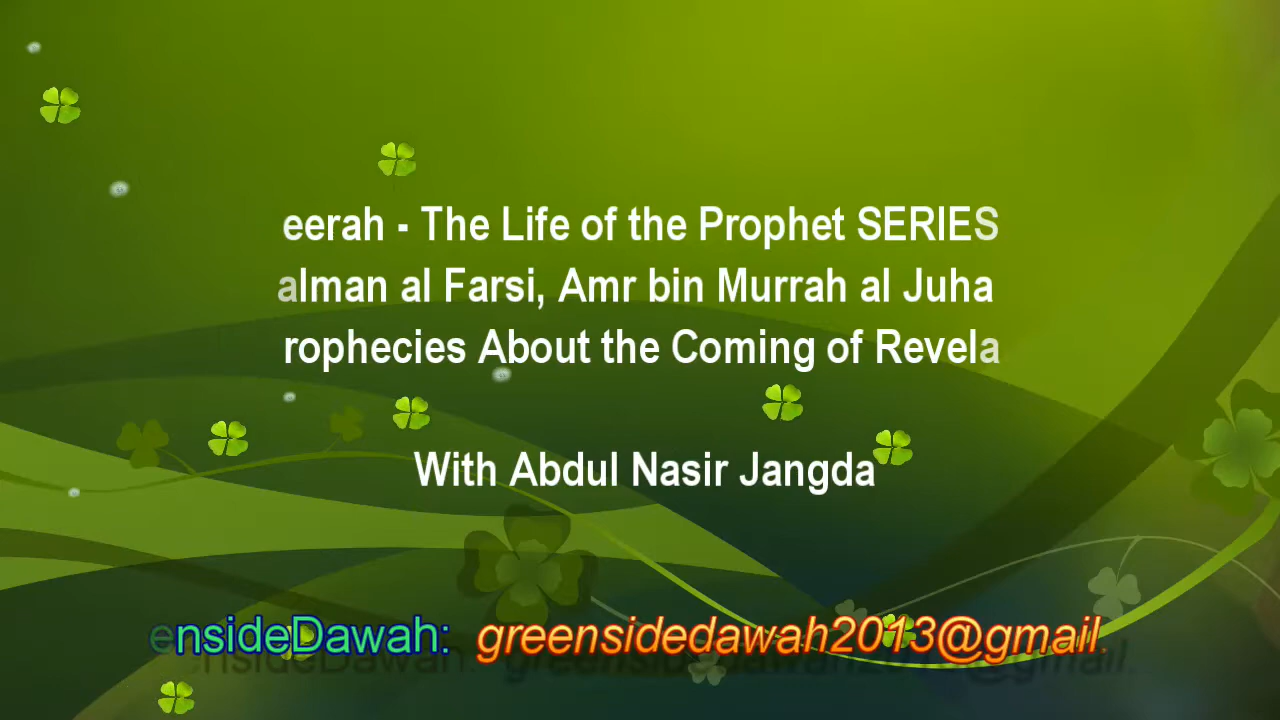 eerah - The Life of the Prophet SERIES
alman al Farsi, Amr bin Murrah al Juha
rophecies About the Coming of Revela
With Abdul Nasir Jangda
ensideDawah: greensidedawah2013@gmail.